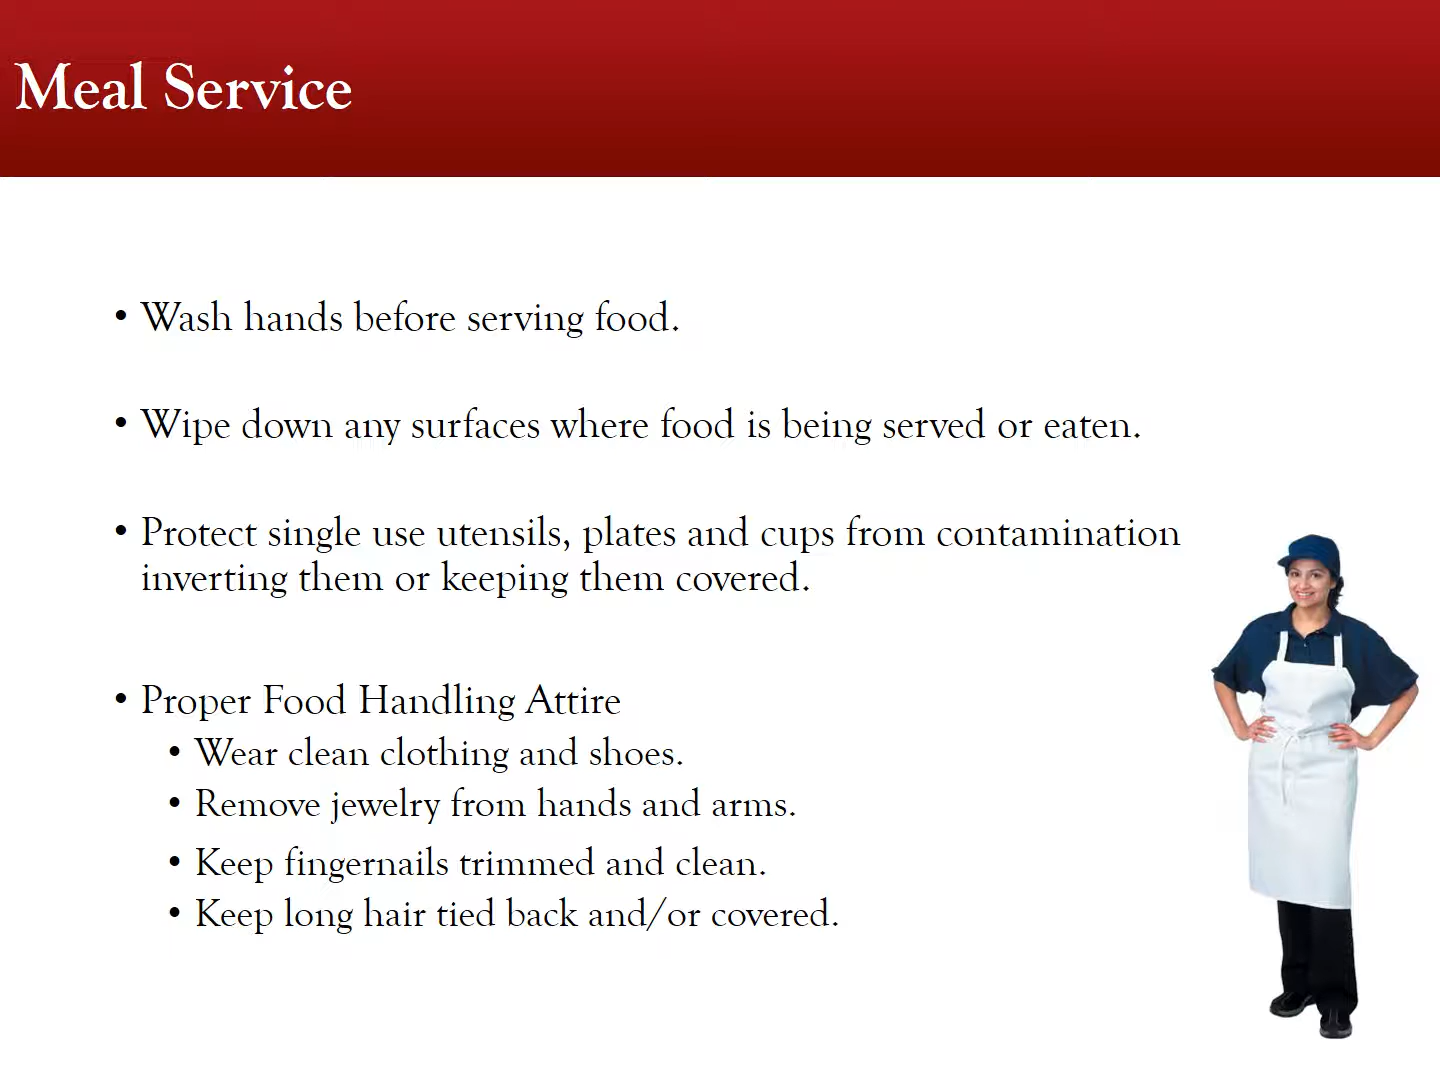 Meal Service
• Wash hands before serving food.
• Wipe down any surfaces where food is being served or eaten.
• Protect single use utensils, plates and cups from contamination
inverting them or keeping them covered.
• Proper Food Handling Attire
• Wear clean clothing and shoes.
• Remove jewelry from hands and arms.
• Keep fingernails trimmed and clean.
• Keep long hair tied back and/or covered.